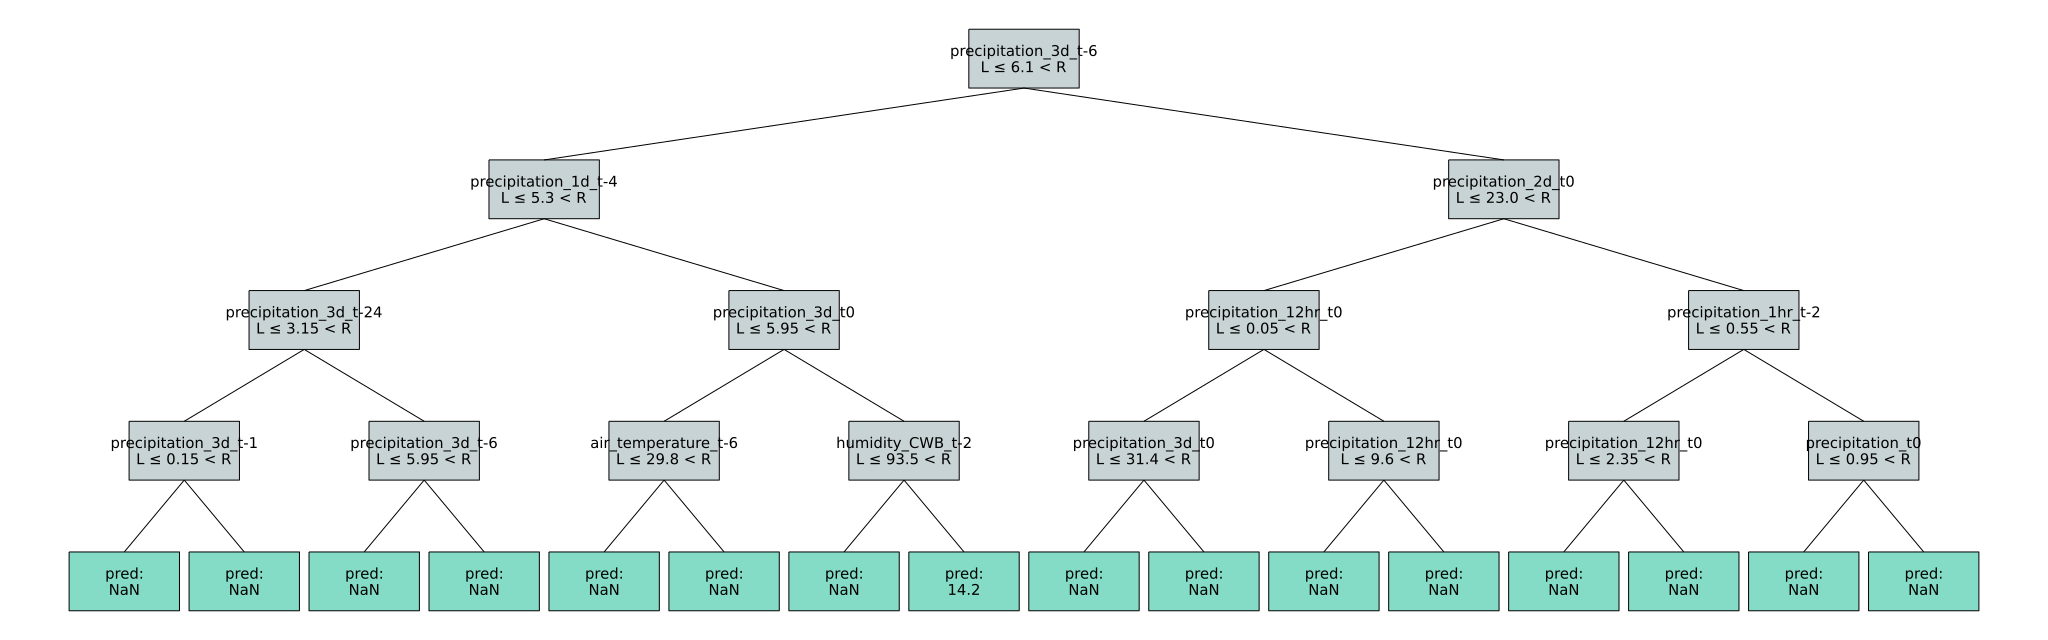 precipitation_3d_t-6
L ≤ 6.1 < R
precipitation_1d_t-4
L ≤ 5.3 < R
precipitation_2d_t0
L ≤ 23.0 < R
precipitation_3d_t-24
L ≤ 3.15 < R
precipitation_3d_t0
L ≤ 5.95 < R
precipitation_12hr_t0
L ≤ 0.05 < R
precipitation_1hr_t-2
L ≤ 0.55 < R
precipitation_3d_t-1
L ≤ 0.15 < R
precipitation_3d_t-6
L ≤ 5.95 < R
air_temperature_t-6
L ≤ 29.8 < R
humidity_CWB_t-2
L ≤ 93.5 < R
precipitation_3d_t0
L ≤ 31.4 < R
precipitation_12hr_t0
L ≤ 9.6 < R
precipitation_12hr_t0
L ≤ 2.35 < R
precipitation_t0
L ≤ 0.95 < R
pred:
NaN
pred:
NaN
pred:
NaN
pred:
NaN
pred:
NaN
pred:
NaN
pred:
NaN
pred:
14.2
pred:
NaN
pred:
NaN
pred:
NaN
pred:
NaN
pred:
NaN
pred:
NaN
pred:
NaN
pred:
NaN